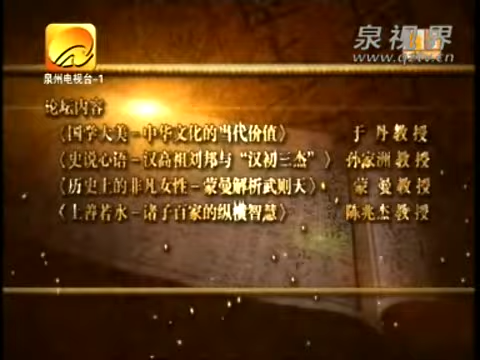 泉视界
www.qztv.cn
泉州电视台-1
论坛内容
《国学大美-中华文化的当代价值》 于 丹教授
《史说心语-汉高祖刘邦与“汉初三杰”》 孙家洲教授
《历史上的非凡女性-蒙曼解析武则天》 蒙 曼教授
《上善若水-诸子百家的纵横智慧》 陈兆杰教授